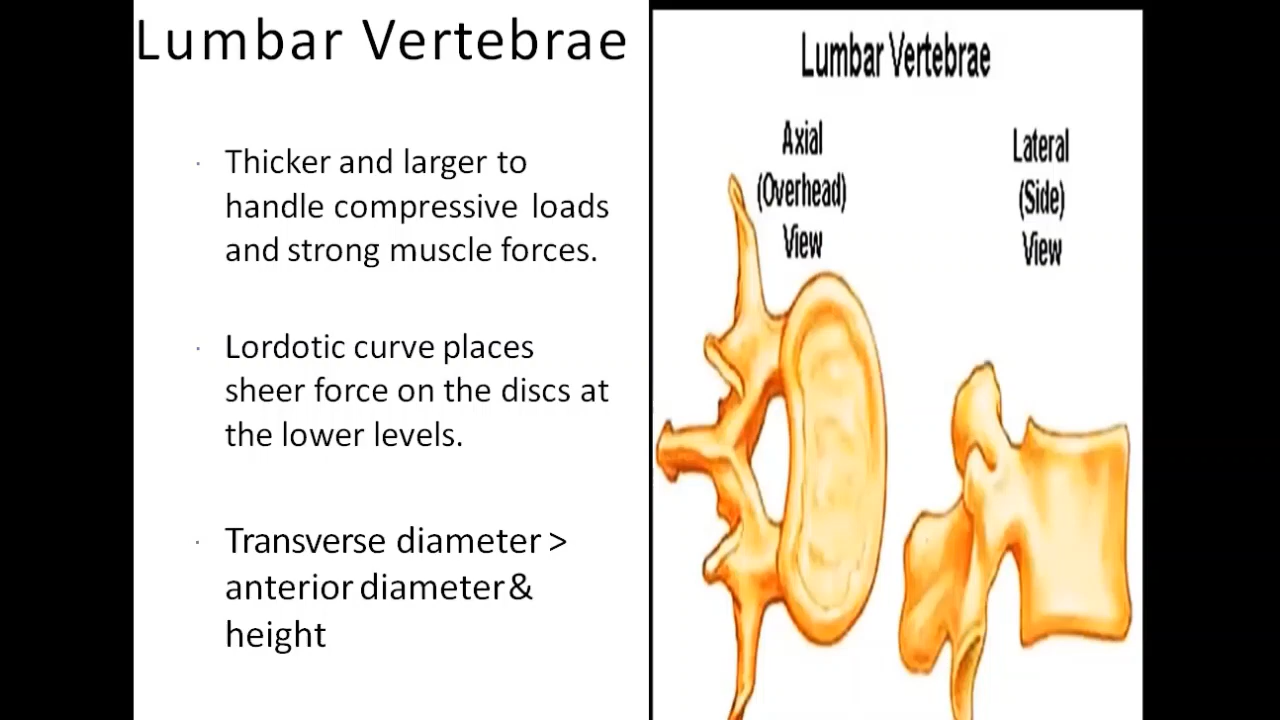 Lumbar Vertebrae
· Thicker and larger to
handle compressive loads
and strong muscle forces.
· Lordotic curve places
sheer force on the discs at
the lower levels.
· Transverse diameter >
anterior diameter &
height
Lumbar Vertebrae
Axial
(Overhead)
View
Lateral
(Side)
View